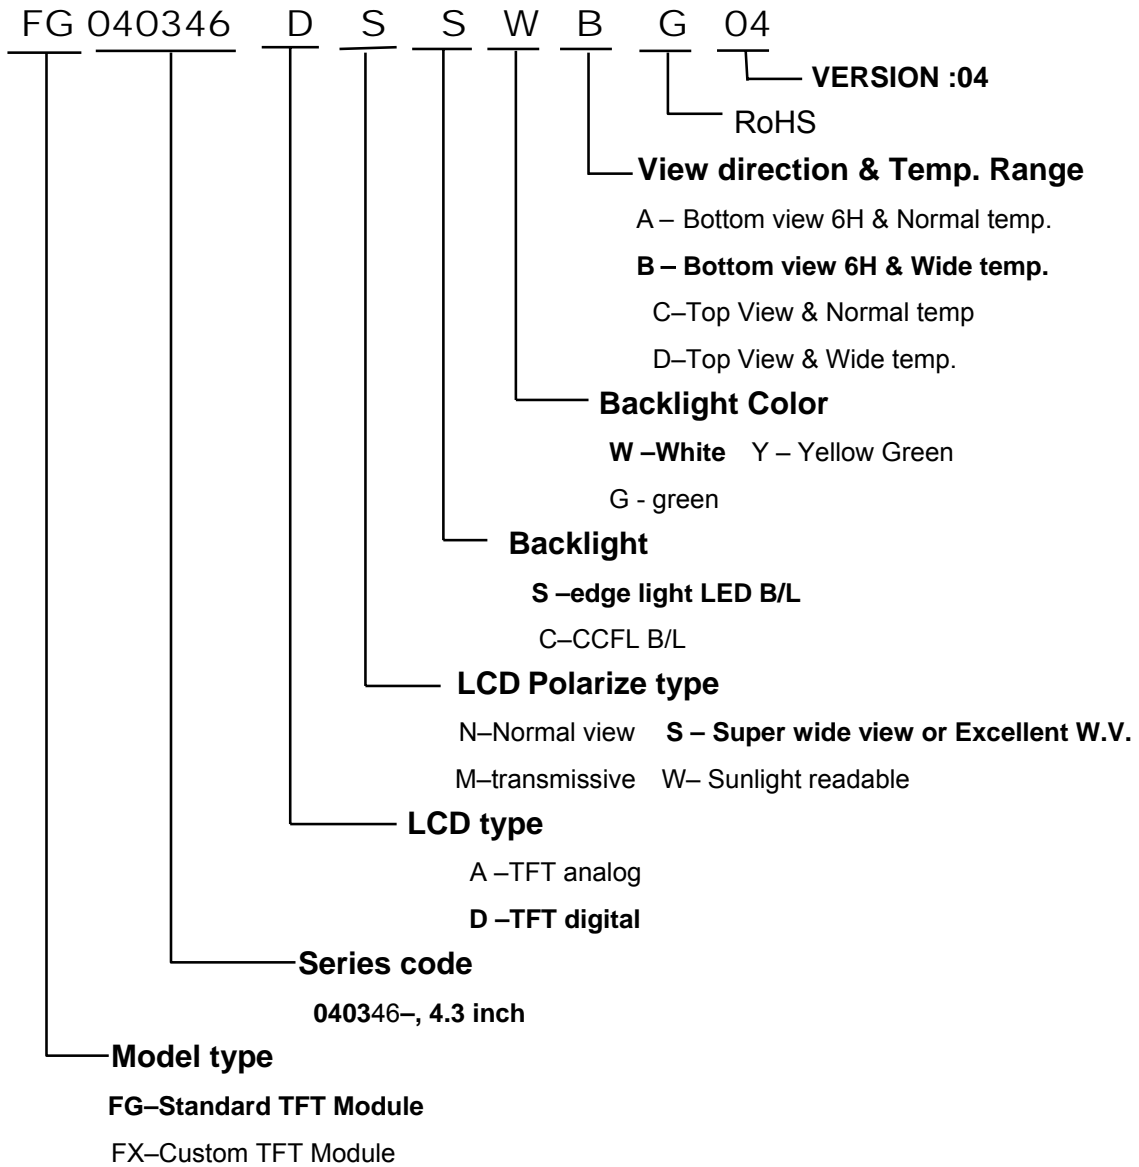 FG 040346 D S S W B G 04
VERSION :04
RoHS
View direction & Temp. Range
A – Bottom view 6H & Normal temp.
B – Bottom view 6H & Wide temp.
C–Top View & Normal temp
D–Top View & Wide temp.
Backlight Color
W –White Y – Yellow Green
G - green
Backlight
S –edge light LED B/L
C–CCFL B/L
LCD Polarize type
N–Normal view S – Super wide view or Excellent W.V.
M–transmissive W– Sunlight readable
LCD type
A –TFT analog
D –TFT digital
Series code
040346–, 4.3 inch
Model type
FG–Standard TFT Module
FX–Custom TFT Module